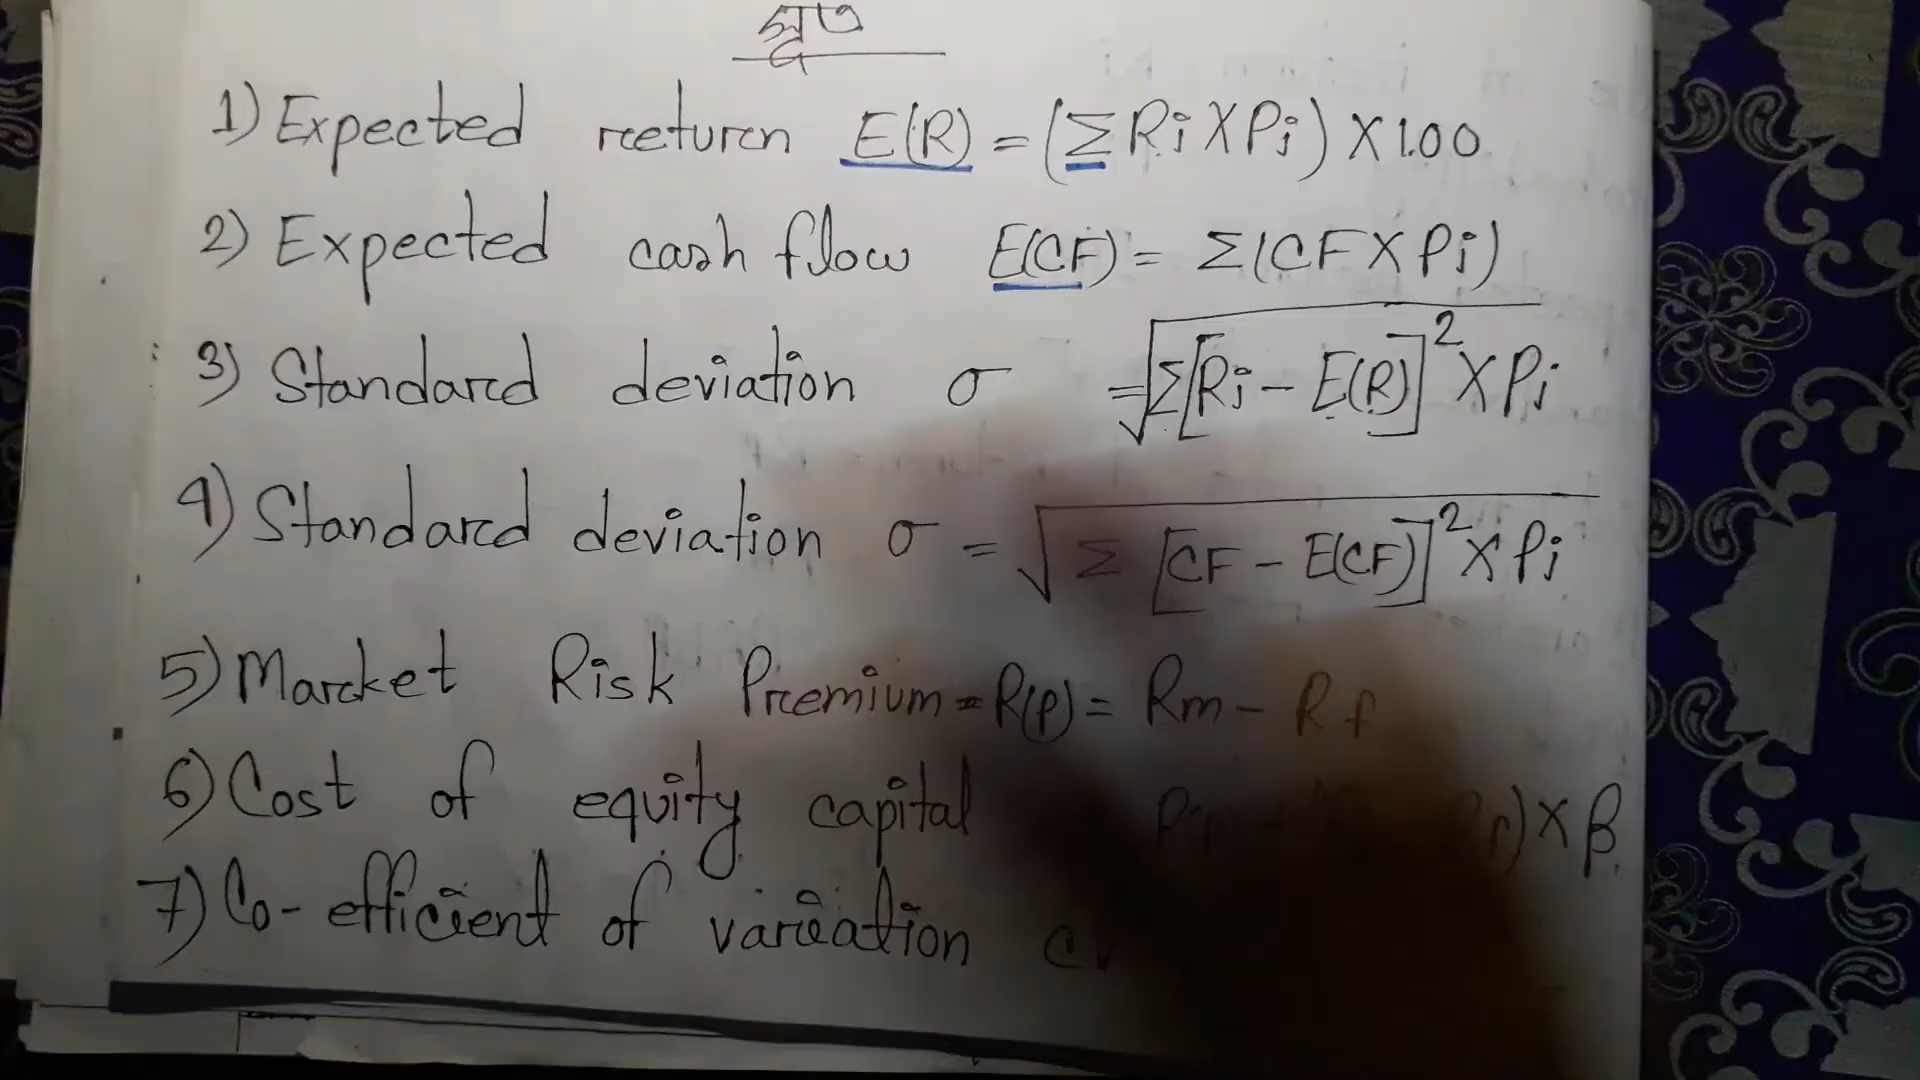 সূত্র
1) Expected return E(R) = (ΣRi X Pi) X 100
2) Expected cash flow E(CF) = Σ(CF X Pi)
3) Standard deviation σ = √Σ[Ri - E(R)]² X Pi
4) Standard deviation σ = √Σ [CF - E(CF)]² X Pi
5) Market Risk Premium = R(P) = Rm - Rf
6) Cost of equity capital ) X β
7) Co-efficient of variation cv